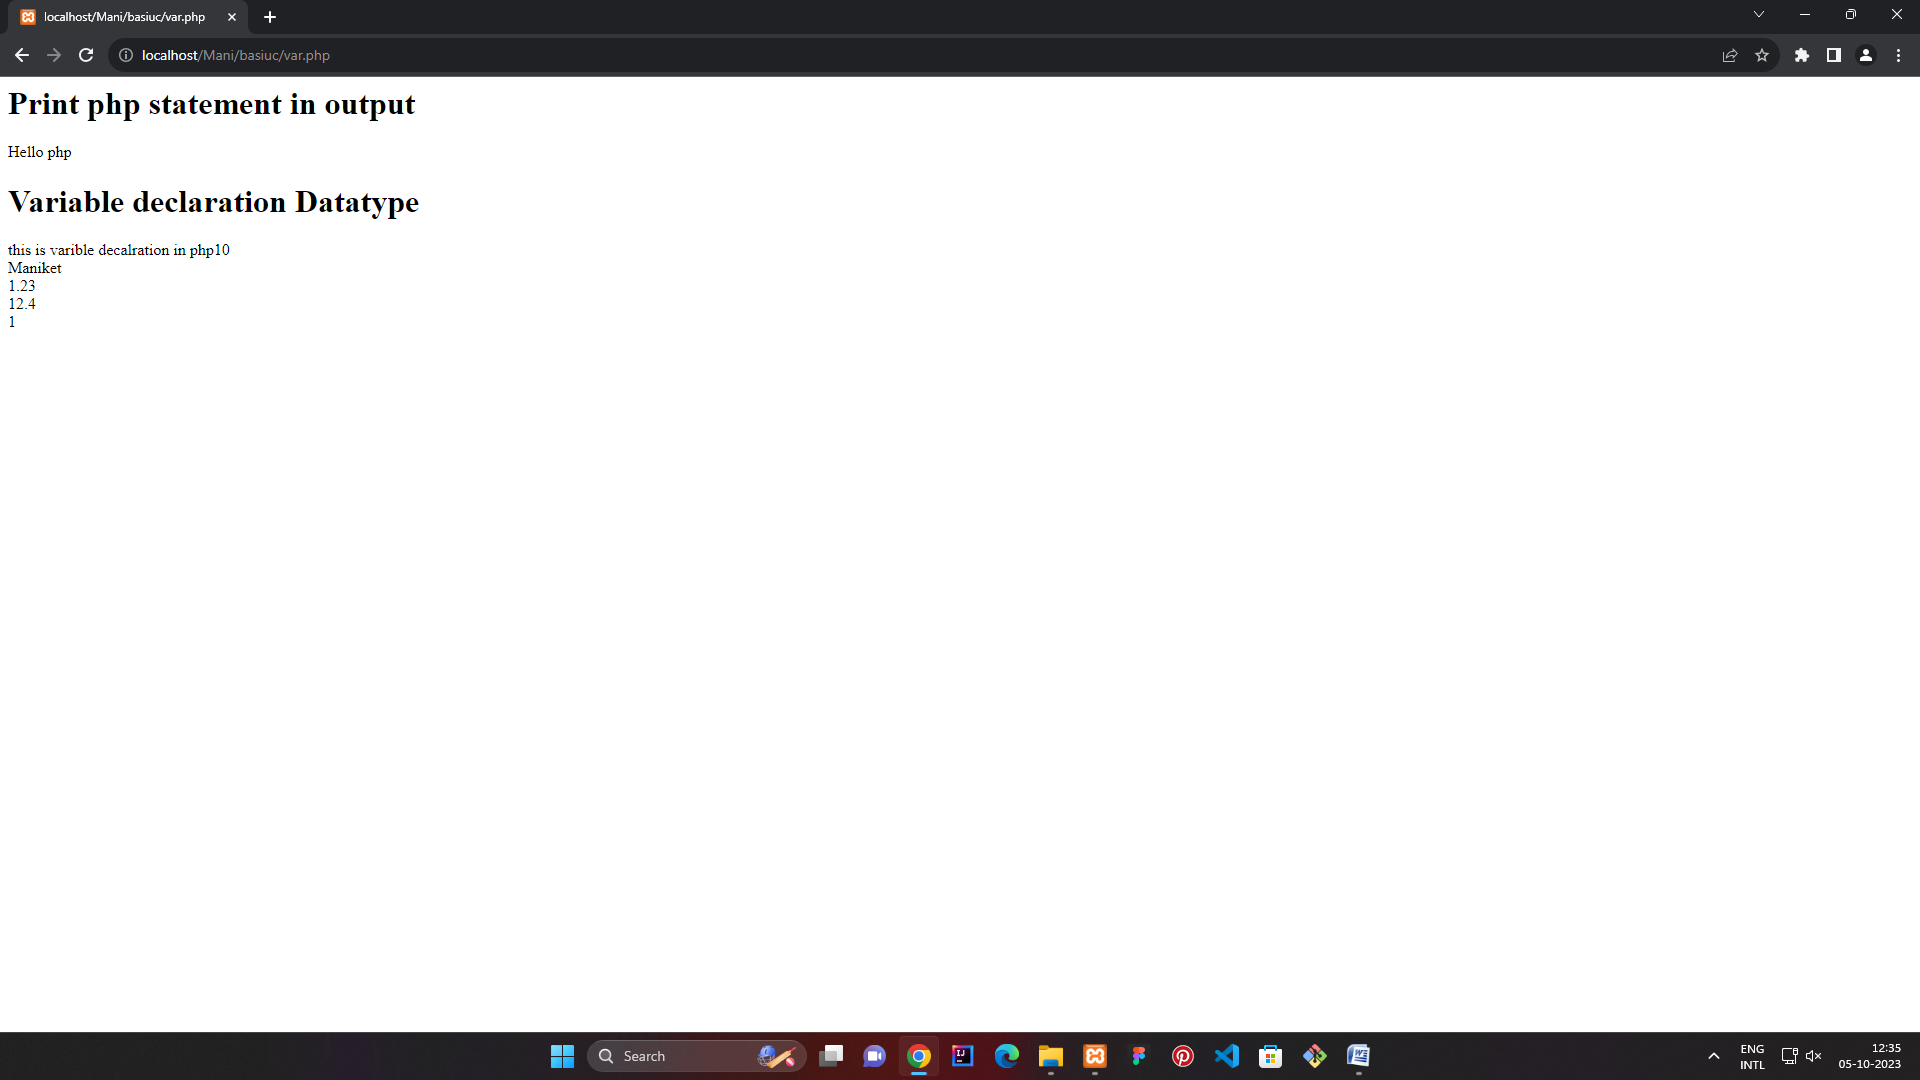 localhost/Mani/basiuc/var.php
localhost/Mani/basiuc/var.php
Print php statement in output
Hello php
Variable declaration Datatype
this is varible decalration in php10
Maniket
1.23
12.4
1
Search
ENG
INTL
12:35
05-10-2023